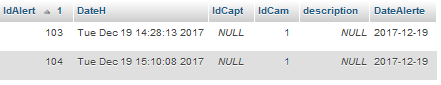 IdAlert 1 DateH IdCapt IdCam description DateAlerte
103 Tue Dec 19 14:28:13 2017 NULL 1 NULL 2017-12-19
104 Tue Dec 19 15:10:08 2017 NULL 1 NULL 2017-12-19